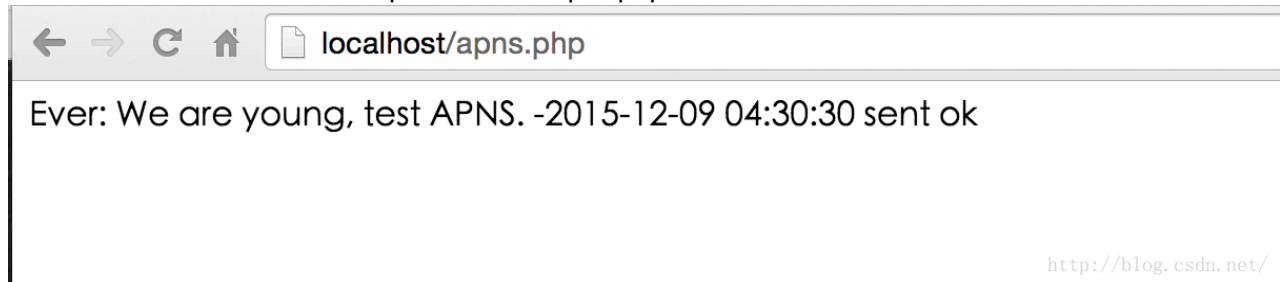 localhost/apns.php
Ever: We are young, test APNS. -2015-12-09 04:30:30 sent ok
http://blog.csdn.net/